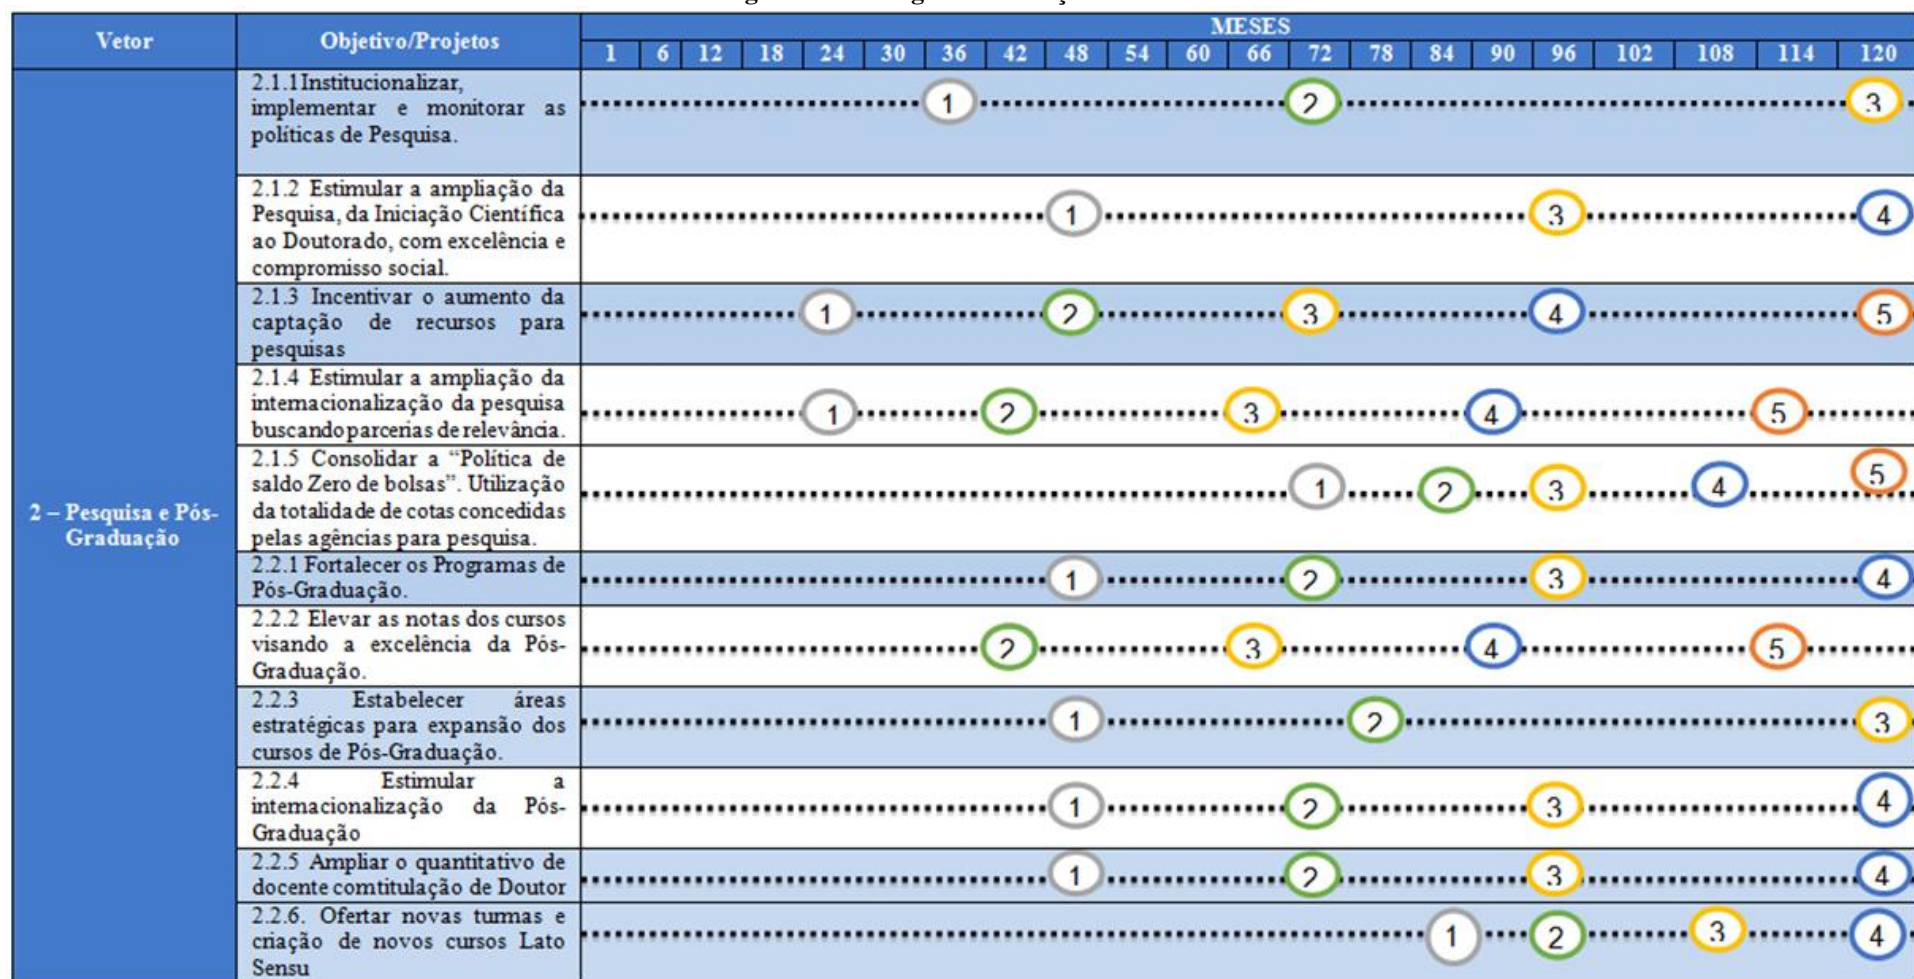 MESES
Vetor
Objetivo/Projetos
1 6 12 18 24 30 36 42 48 54 60 66 72 78 84 90 96 102 108 114 120
2 – Pesquisa e Pós-
Graduação
2.1.1Institucionalizar,
implementar e monitorar as
políticas de Pesquisa.
1 2 3
2.1.2 Estimular a ampliação da
Pesquisa, da Iniciação Científica
ao Doutorado, com excelência e
compromisso social.
1 3 4
2.1.3 Incentivar o aumento da
captação de recursos para
pesquisas
1 2 3 4 5
2.1.4 Estimular a ampliação da
internacionalização da pesquisa
buscando parcerias de relevância.
1 2 3 4 5
2.1.5 Consolidar a “Política de
saldo Zero de bolsas”. Utilização
da totalidade de cotas concedidas
pelas agências para pesquisa.
1 2 3 4 5
2.2.1 Fortalecer os Programas de
Pós-Graduação.
1 2 3 4
2.2.2 Elevar as notas dos cursos
visando a excelência da Pós-
Graduação.
2 3 4 5
2.2.3 Estabelecer áreas
estratégicas para expansão dos
cursos de Pós-Graduação.
1 2 3
2.2.4 Estimular a
internacionalização da Pós-
Graduação
1 2 3 4
2.2.5 Ampliar o quantitativo de
docente comtitulação de Doutor
1 2 3 4
2.2.6. Ofertar novas turmas e
criação de novos cursos Lato
Sensu
1 2 3 4